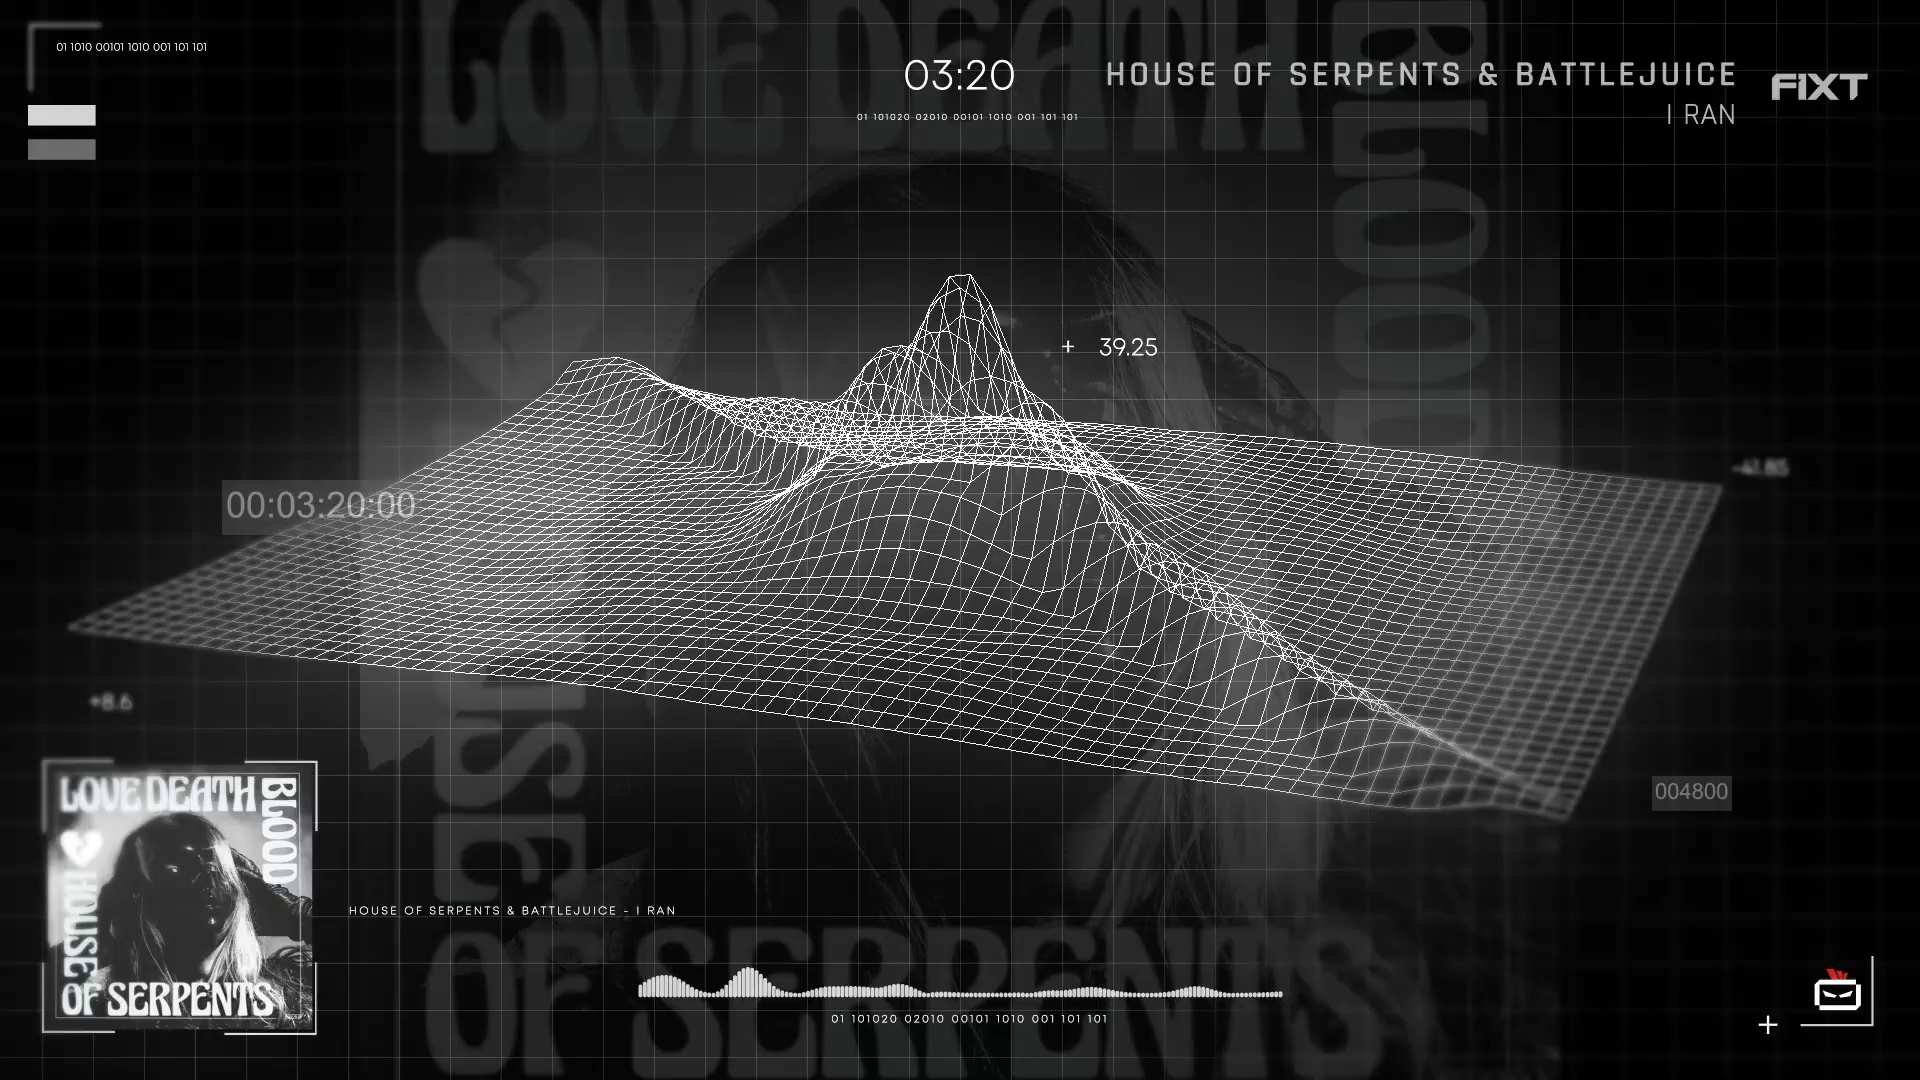 01 1010 00101 1010 001 101 101
03:20
01 101020 02010 00101 1010 001 101 101
HOUSE OF SERPENTS & BATTLEJUICE
I RAN
FIXT
LOVE DEATH
BLOOD
+ 39.25
-41.85
00:03:20:00
+8.6
004800
LOVE DEATH
BLOOD
HOUSE
OF SERPENTS
HOUSE OF SERPENTS & BATTLEJUICE - I RAN
OF SERPENTS
01 101020 02010 00101 1010 001 101 101
+